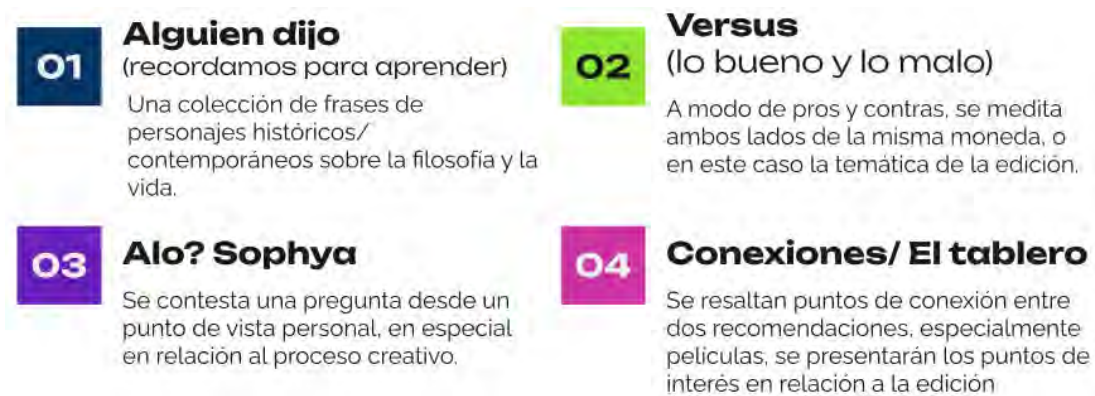 01
Alguien dijo
(recordamos para aprender)
Una colección de frases de
personajes históricos/
contemporáneos sobre la filosofía y la
vida.
02
Versus
(lo bueno y lo malo)
A modo de pros y contras, se medita
ambos lados de la misma moneda, o
en este caso la temática de la edición.
03
Alo? Sophya
Se contesta una pregunta desde un
punto de vista personal, en especial
en relación al proceso creativo.
04
Conexiones/ El tablero
Se resaltan puntos de conexión entre
dos recomendaciones, especialmente
películas, se presentarán los puntos de
interés en relación a la edición